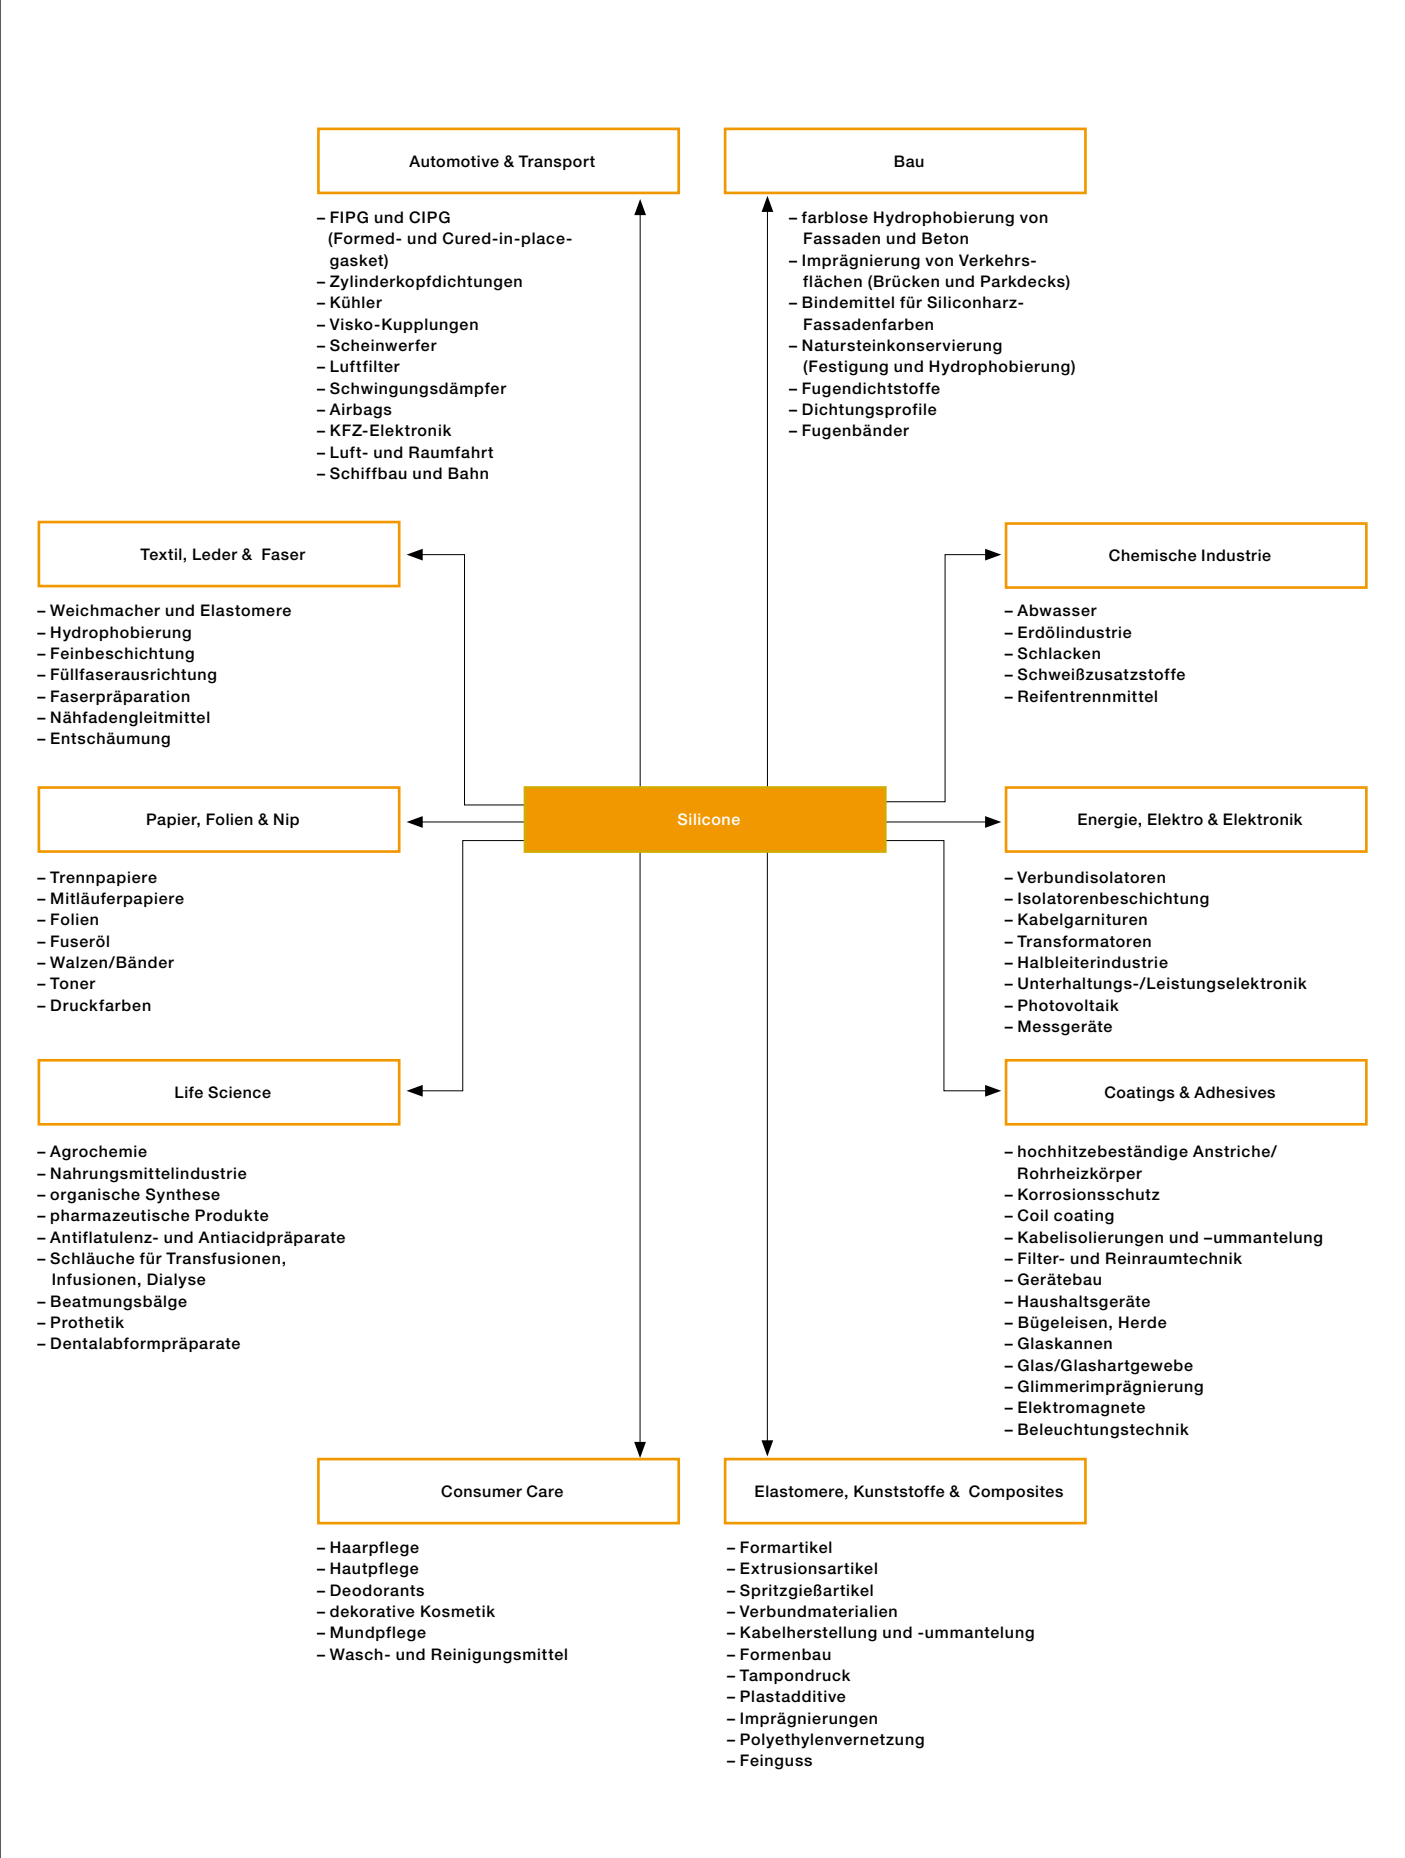 Automotive & Transport
– FIPG und CIPG
(Formed- und Cured-in-place-
gasket)
– Zylinderkopfdichtungen
– Kühler
– Visko-Kupplungen
– Scheinwerfer
– Luftfilter
– Schwingungsdämpfer
– Airbags
– KFZ-Elektronik
– Luft- und Raumfahrt
– Schiffbau und Bahn
Bau
– farblose Hydrophobierung von
Fassaden und Beton
– Imprägnierung von Verkehrs-
flächen (Brücken und Parkdecks)
– Bindemittel für Siliconharz-
Fassadenfarben
– Natursteinkonservierung
(Festigung und Hydrophobierung)
– Fugendichtstoffe
– Dichtungsprofile
– Fugenbänder
Textil, Leder & Faser
– Weichmacher und Elastomere
– Hydrophobierung
– Feinbeschichtung
– Füllfaserausrichtung
– Faserpräparation
– Nähfadengleitmittel
– Entschäumung
Chemische Industrie
– Abwasser
– Erdölindustrie
– Schlacken
– Schweißzusatzstoffe
– Reifentrennmittel
Papier, Folien & Nip
– Trennpapiere
– Mitläuferpapiere
– Folien
– Fuseröl
– Walzen/Bänder
– Toner
– Druckfarben
Silicone
Energie, Elektro & Elektronik
– Verbundisolatoren
– Isolatorenbeschichtung
– Kabelgarnituren
– Transformatoren
– Halbleiterindustrie
– Unterhaltungs-/Leistungselektronik
– Photovoltaik
– Messgeräte
Life Science
– Agrochemie
– Nahrungsmittelindustrie
– organische Synthese
– pharmazeutische Produkte
– Antiflatulenz- und Antiacidpräparate
– Schläuche für Transfusionen,
Infusionen, Dialyse
– Beatmungsbälge
– Prothetik
– Dentalabformpräparate
Coatings & Adhesives
– hochhitzebeständige Anstriche/
Rohrheizkörper
– Korrosionsschutz
– Coil coating
– Kabelisolierungen und –ummantelung
– Filter- und Reinraumtechnik
– Gerätebau
– Haushaltsgeräte
– Bügeleisen, Herde
– Glaskannen
– Glas/Glashartgewebe
– Glimmerimprägnierung
– Elektromagnete
– Beleuchtungstechnik
Consumer Care
– Haarpflege
– Hautpflege
– Deodorants
– dekorative Kosmetik
– Mundpflege
– Wasch- und Reinigungsmittel
Elastomere, Kunststoffe & Composites
– Formartikel
– Extrusionsartikel
– Spritzgießartikel
– Verbundmaterialien
– Kabelherstellung und -ummantelung
– Formenbau
– Tampondruck
– Plastadditive
– Imprägnierungen
– Polyethylenvernetzung
– Feinguss